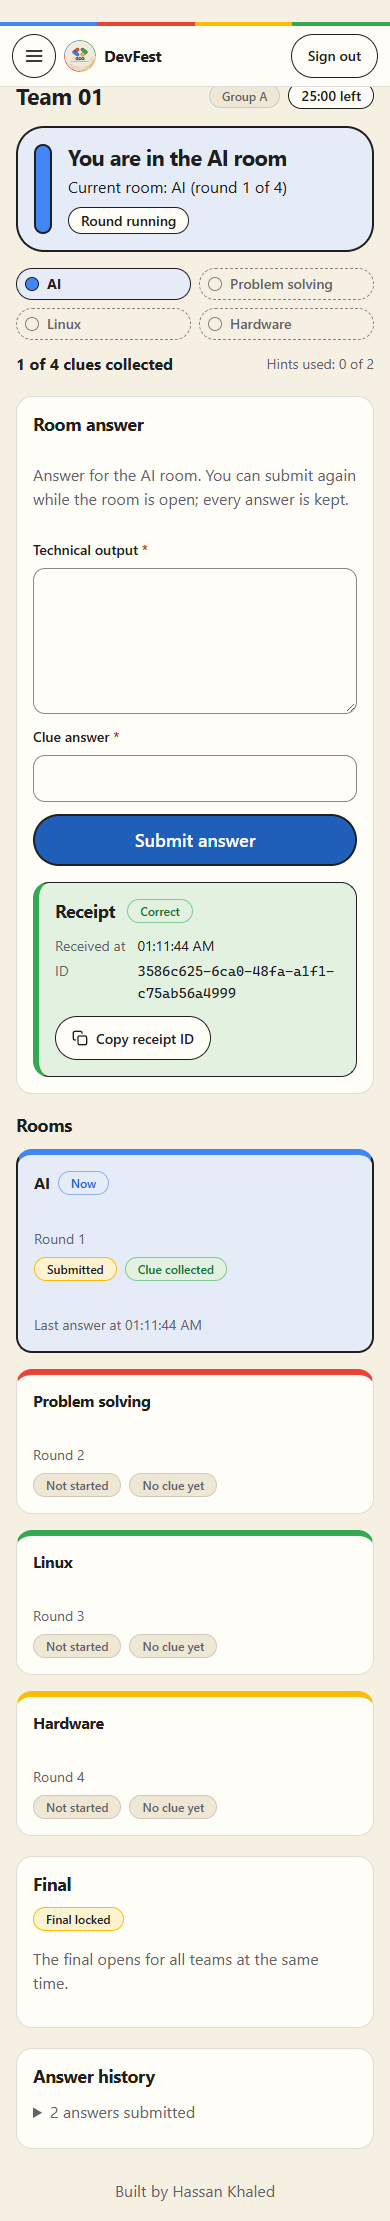 DevFest
Sign out
Team 01
Group A
25:00 left
You are in the AI room
Current room: AI (round 1 of 4)
Round running
AI
Problem solving
Linux
Hardware
1 of 4 clues collected
Hints used: 0 of 2
Room answer
Answer for the AI room. You can submit again
while the room is open; every answer is kept.
Technical output *
Clue answer *
Submit answer
Receipt
Correct
Received at 01:11:44 AM
ID 3586c625-6ca0-48fa-a1f1-
c75ab56a4999
Copy receipt ID
Rooms
AI
Now
Round 1
Submitted
Clue collected
Last answer at 01:11:44 AM
Problem solving
Round 2
Not started
No clue yet
Linux
Round 3
Not started
No clue yet
Hardware
Round 4
Not started
No clue yet
Final
Final locked
The final opens for all teams at the same
time.
Answer history
2 answers submitted
Built by Hassan Khaled